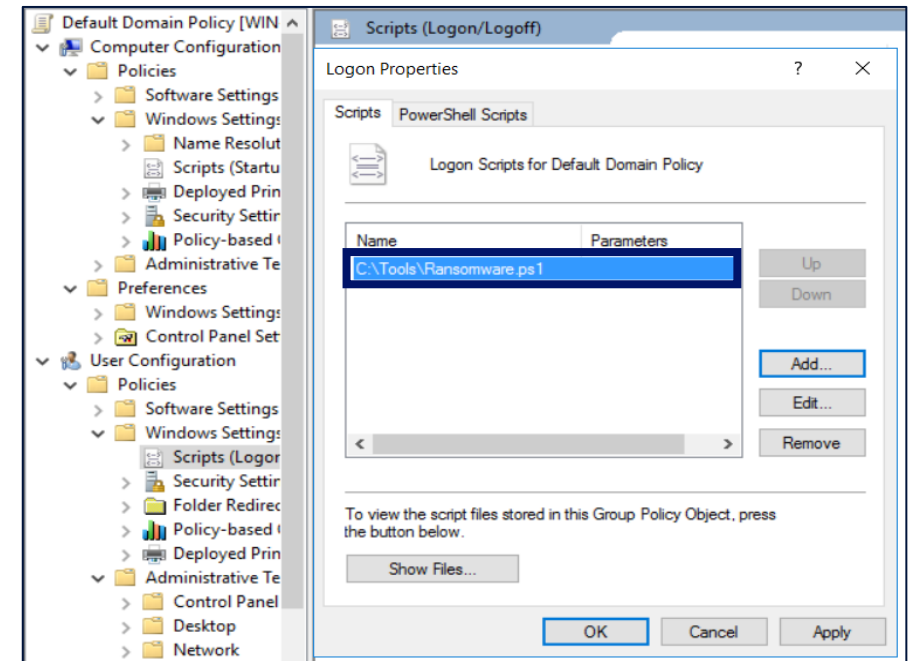 Default Domain Policy [WIN
Computer Configuration
Policies
Software Settings
Windows Settings
Name Resolut
Scripts (Startu
Deployed Prin
Security Settin
Policy-based
Administrative Te
Preferences
Windows Settings
Control Panel Set
User Configuration
Policies
Software Settings
Windows Settings
Scripts (Logor
Security Settin
Folder Redirec
Policy-based
Deployed Prin
Administrative Te
Control Panel
Desktop
Network
Scripts (Logon/Logoff)
Logon Properties ?
Scripts PowerShell Scripts
Logon Scripts for Default Domain Policy
Name Parameters
C:\Tools\Ransomware.ps1
Up
Down
Add...
Edit...
Remove
To view the script files stored in this Group Policy Object, press
the button below.
Show Files...
OK Cancel Apply